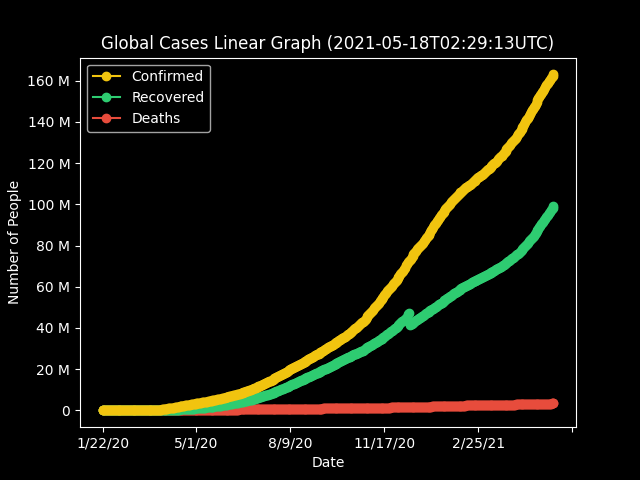 Global Cases Linear Graph (2021-05-18T02:29:13UTC)
Confirmed
Recovered
Deaths
160 M
140 M
120 M
100 M
80 M
60 M
40 M
20 M
0
Number of People
1/22/20 5/1/20 8/9/20 11/17/20 2/25/21
Date